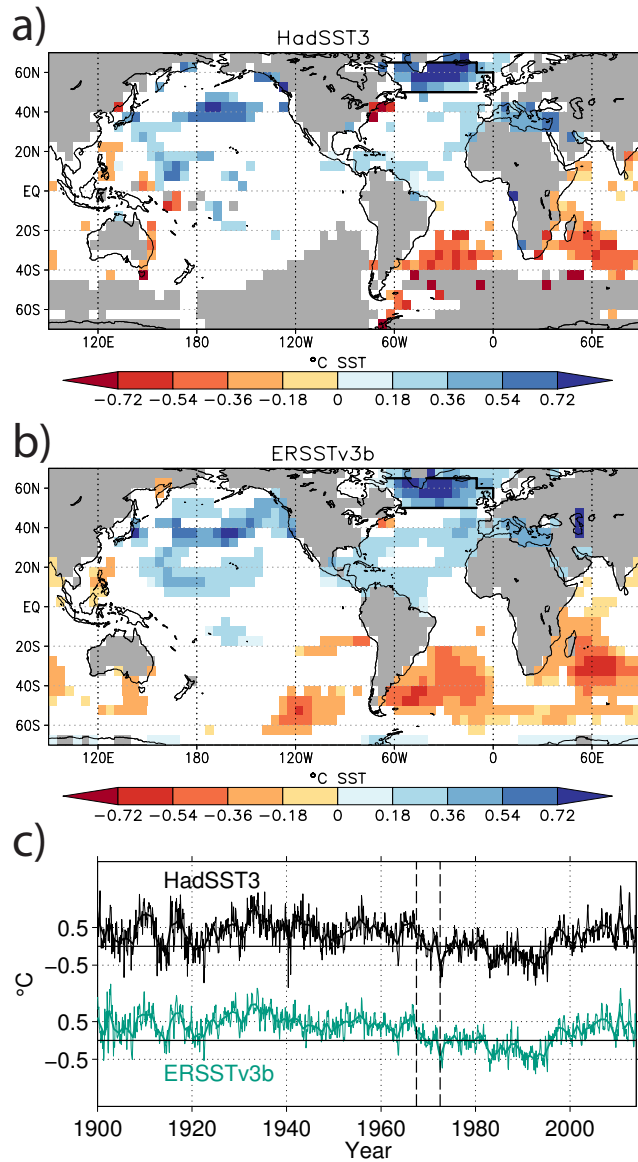 a)
HadSST3
60N
40N
20N
EQ
20S
40S
60S
120E 180 120W 60W 0 60E
°C SST
−0.72 −0.54 −0.36 −0.18 0 0.18 0.36 0.54 0.72
b)
ERSSTv3b
60N
40N
20N
EQ
20S
40S
60S
120E 180 120W 60W 0 60E
°C SST
−0.72 −0.54 −0.36 −0.18 0 0.18 0.36 0.54 0.72
c)
HadSST3
0.5
−0.5
°C
0.5
−0.5
ERSSTv3b
1900 1920 1940 1960 1980 2000
Year